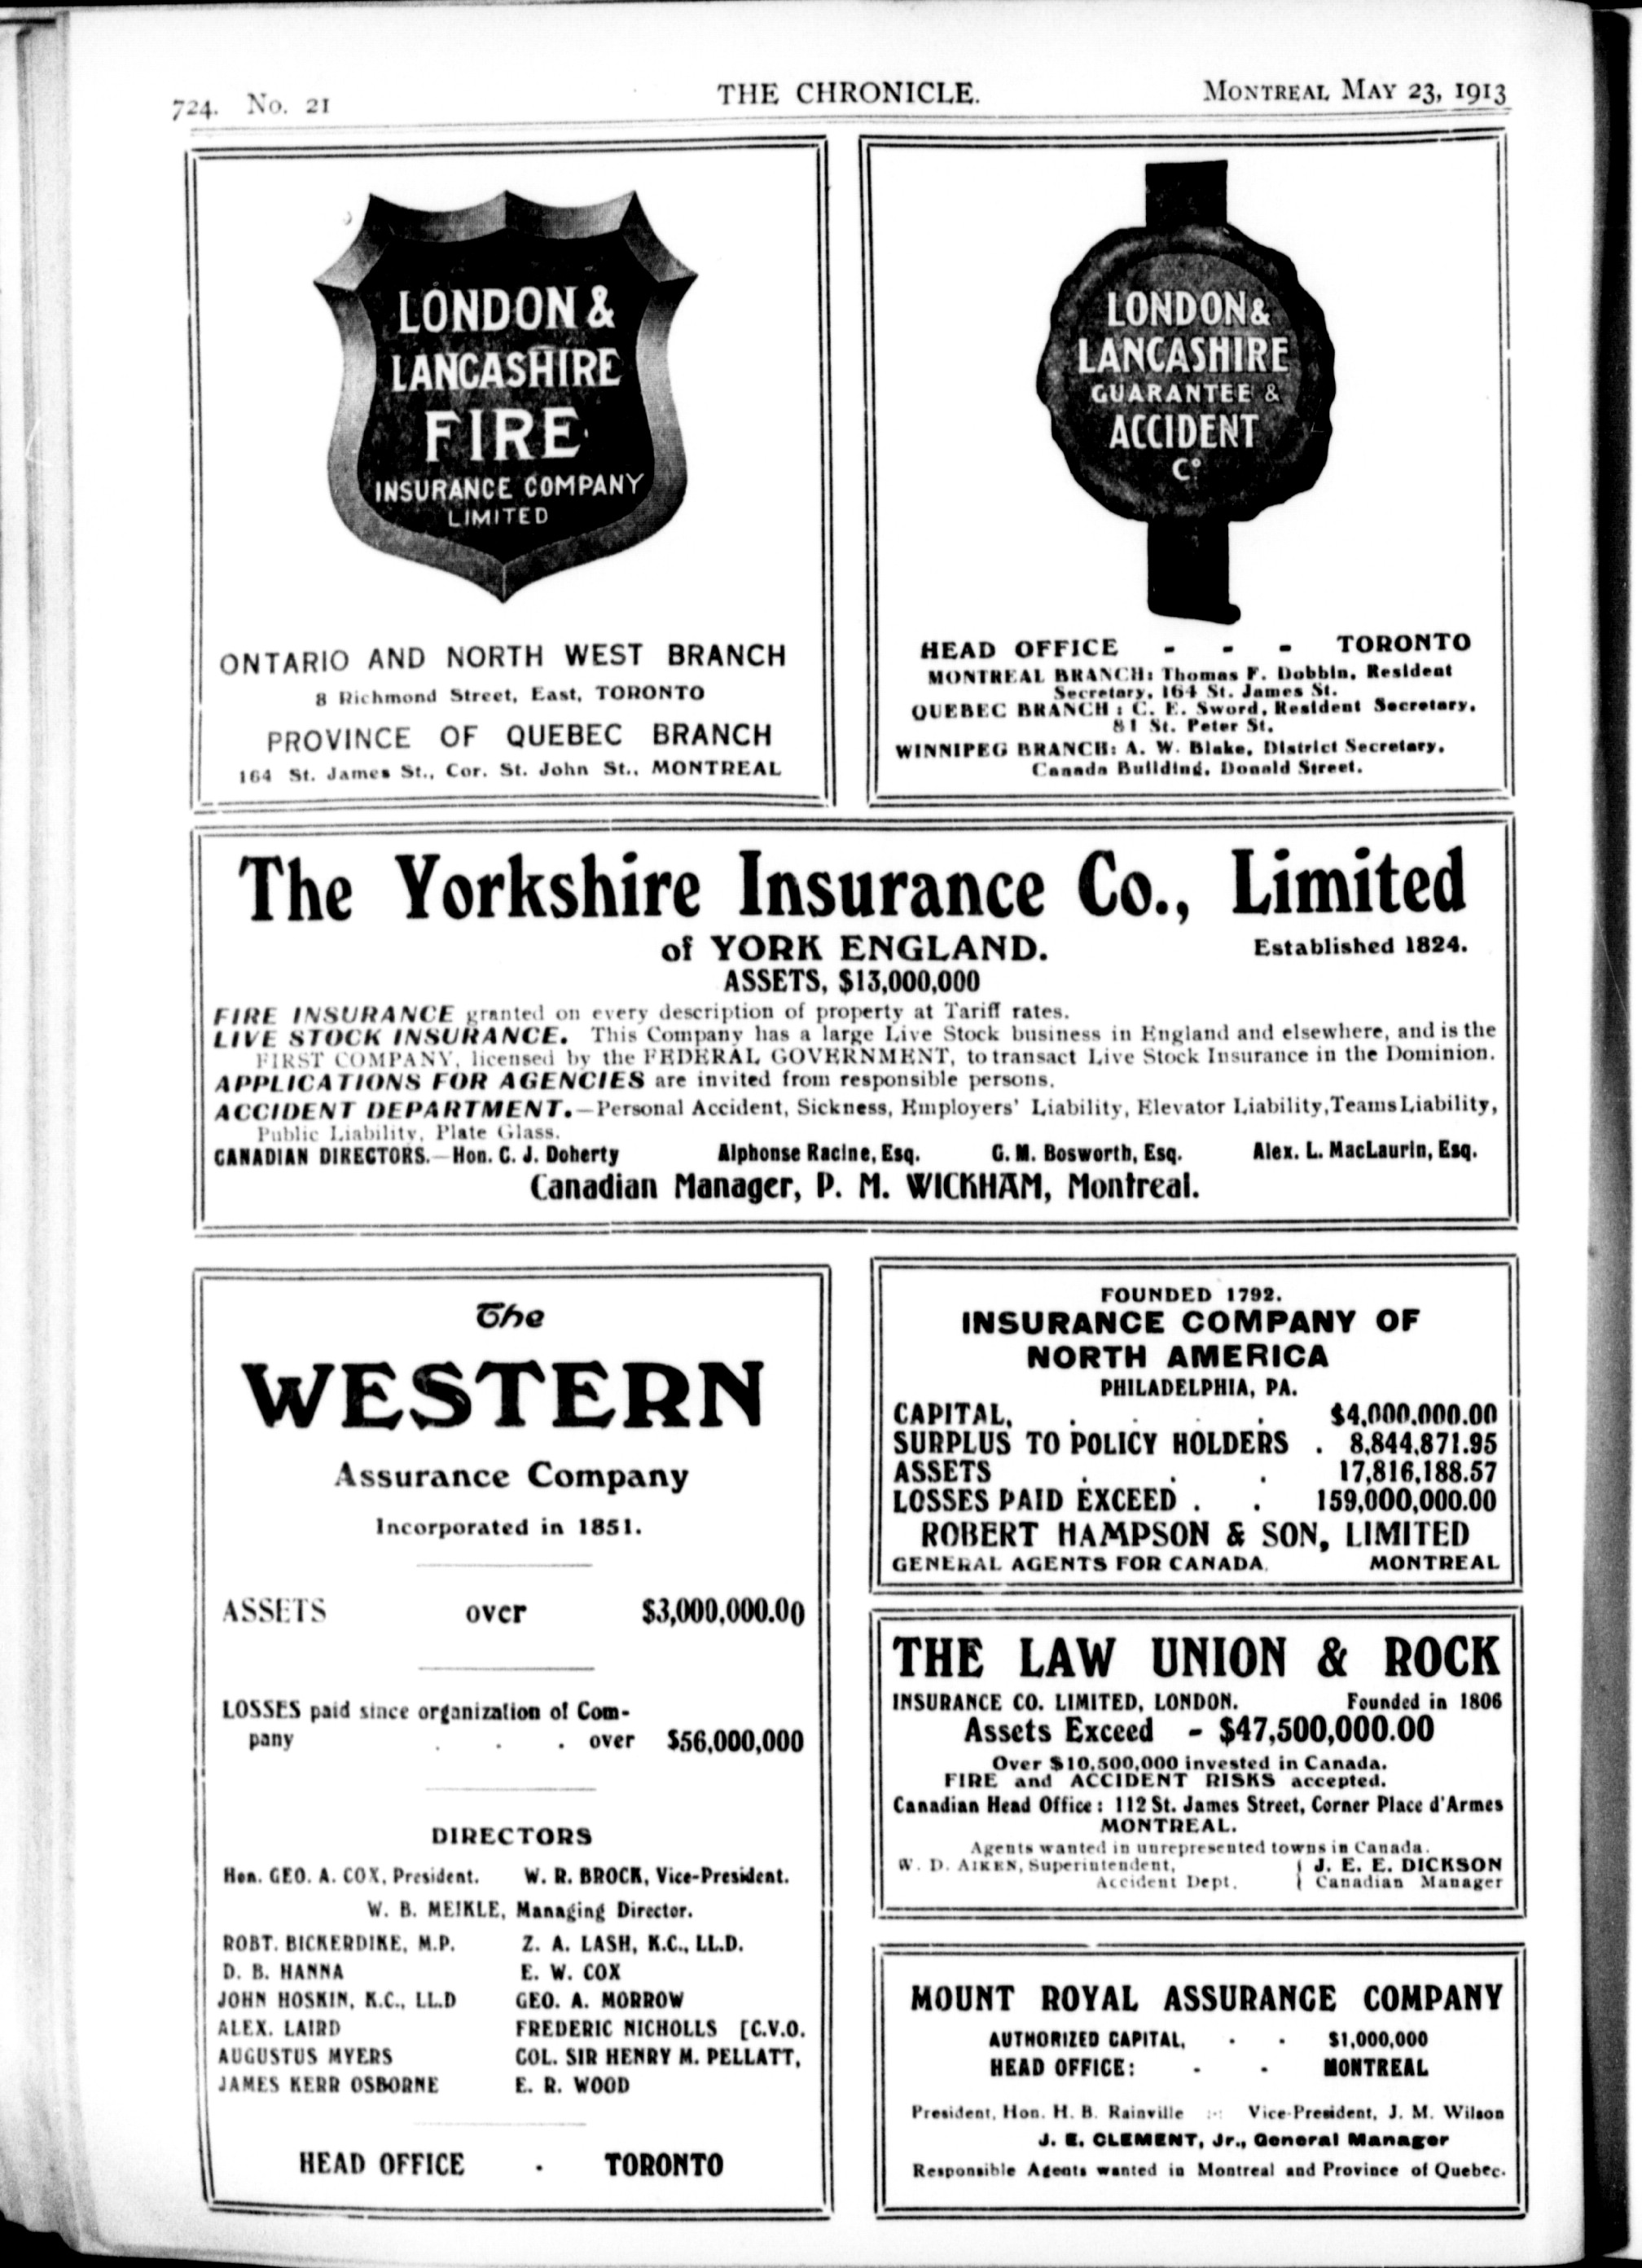 724. No. 21
THE CHRONICLE.
MONTREAL MAY 23, 1913
LONDON &
LANCASHIRE
FIRE
INSURANCE COMPANY
LIMITED
ONTARIO AND NORTH WEST BRANCH
8 Richmond Street, East, TORONTO
PROVINCE OF QUEBEC BRANCH
164 St. James St., Cor. St. John St., MONTREAL
LONDON &
LANCASHIRE
GUARANTEE &
ACCIDENT
Co.
HEAD OFFICE - - - TORONTO
MONTREAL BRANCH: Thomas F. Dobbin, Resident
Secretary, 164 St. James St.
QUEBEC BRANCH : C. E. Sword, Resident Secretary,
81 St. Peter St.
WINNIPEG BRANCH: A. W. Blake, District Secretary,
Canada Building, Donald Street.
The Yorkshire Insurance Co., Limited
of YORK ENGLAND. Established 1824.
ASSETS, $13,000,000
FIRE INSURANCE granted on every description of property at Tariff rates.
LIVE STOCK INSURANCE. This Company has a large Live Stock business in England and elsewhere, and is the
FIRST COMPANY, licensed by the FEDERAL GOVERNMENT, to transact Live Stock Insurance in the Dominion.
APPLICATIONS FOR AGENCIES are invited from responsible persons.
ACCIDENT DEPARTMENT.—Personal Accident, Sickness, Employers' Liability, Elevator Liability, Teams Liability,
Public Liability, Plate Glass.
CANADIAN DIRECTORS.—Hon. C. J. Doherty Alphonse Racine, Esq. G. M. Bosworth, Esq. Alex. L. MacLaurin, Esq.
Canadian Manager, P. M. WICKHAM, Montreal.
The
WESTERN
Assurance Company
Incorporated in 1851.
ASSETS over $3,000,000.00
LOSSES paid since organization of Com-
pany . . . over $56,000,000
DIRECTORS
Hon. GEO. A. COX, President. W. R. BROCK, Vice-President.
W. B. MEIKLE, Managing Director.
ROBT. BICKERDIKE, M.P. Z. A. LASH, K.C., LL.D.
D. B. HANNA E. W. COX
JOHN HOSKIN, K.C., LL.D GEO. A. MORROW
ALEX. LAIRD FREDERIC NICHOLLS [C.V.O.
AUGUSTUS MYERS COL. SIR HENRY M. PELLATT,
JAMES KERR OSBORNE E. R. WOOD
HEAD OFFICE . TORONTO
FOUNDED 1792.
INSURANCE COMPANY OF
NORTH AMERICA
PHILADELPHIA, PA.
CAPITAL, . . . . $4,000,000.00
SURPLUS TO POLICY HOLDERS . 8,844,871.95
ASSETS . . . 17,816,188.57
LOSSES PAID EXCEED . . 159,000,000.00
ROBERT HAMPSON & SON, LIMITED
GENERAL AGENTS FOR CANADA. MONTREAL
THE LAW UNION & ROCK
INSURANCE CO. LIMITED, LONDON. Founded in 1806
Assets Exceed - $47,500,000.00
Over $10,500,000 invested in Canada.
FIRE and ACCIDENT RISKS accepted.
Canadian Head Office : 112 St. James Street, Corner Place d'Armes
MONTREAL.
Agents wanted in unrepresented towns in Canada.
W. D. AIKEN, Superintendent, J. E. E. DICKSON
Accident Dept. Canadian Manager
MOUNT ROYAL ASSURANCE COMPANY
AUTHORIZED CAPITAL, - - $1,000,000
HEAD OFFICE: - - MONTREAL
President, Hon. H. B. Rainville :-: Vice-President, J. M. Wilson
J. E. CLEMENT, Jr., General Manager
Responsible Agents wanted in Montreal and Province of Quebec.